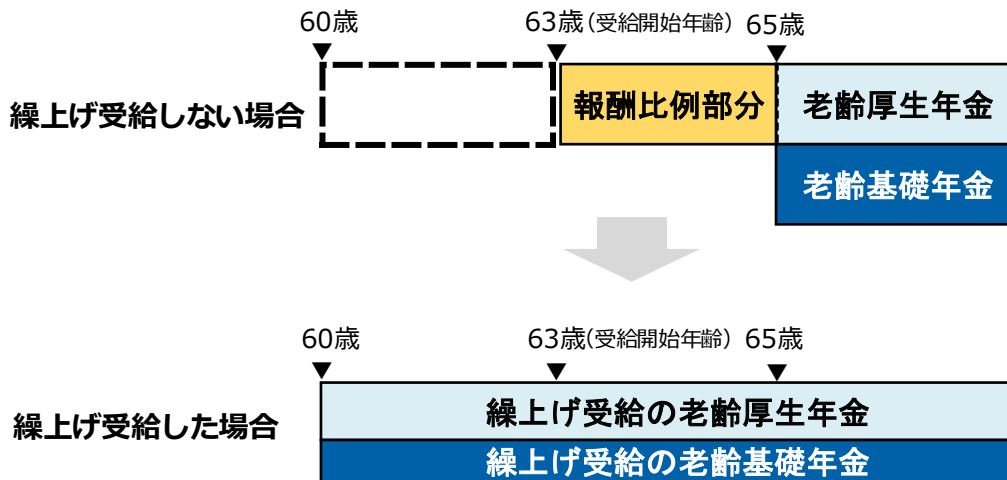 60歳 63歳(受給開始年齢) 65歳
繰上げ受給しない場合
報酬比例部分
老齢厚生年金
老齢基礎年金
60歳 63歳(受給開始年齢) 65歳
繰上げ受給した場合
繰上げ受給の老齢厚生年金
繰上げ受給の老齢基礎年金